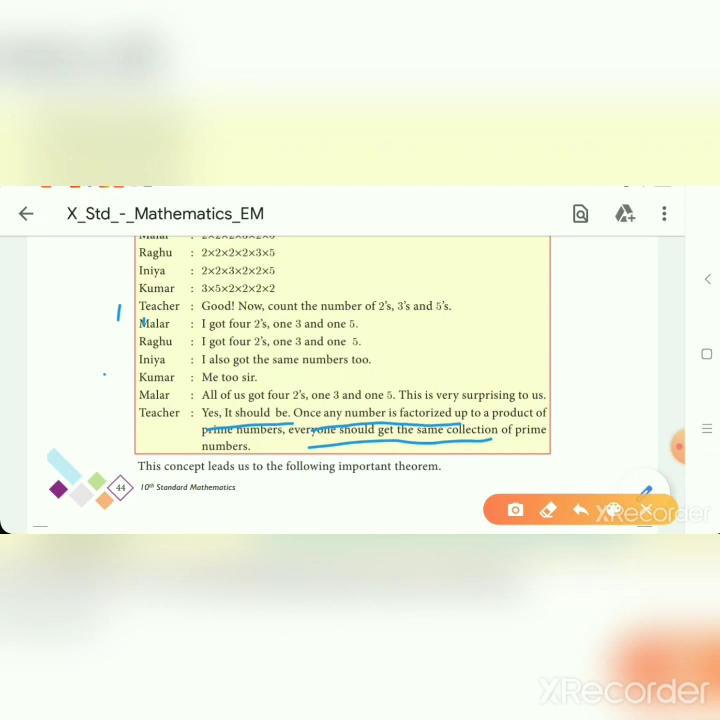 X_Std_-_Mathematics_EM
Raghu : 2×2×2×2×3×5
Iniya : 2×2×3×2×2×5
Kumar : 3×5×2×2×2×2
Teacher : Good! Now, count the number of 2's, 3's and 5's.
Malar : I got four 2's, one 3 and one 5.
Raghu : I got four 2's, one 3 and one 5.
Iniya : I also got the same numbers too.
Kumar : Me too sir.
Malar : All of us got four 2's, one 3 and one 5. This is very surprising to us.
Teacher : Yes, It should be. Once any number is factorized up to a product of
prime numbers, everyone should get the same collection of prime
numbers.
This concept leads us to the following important theorem.
44 10th Standard Mathematics
XRecorder
XRecorder